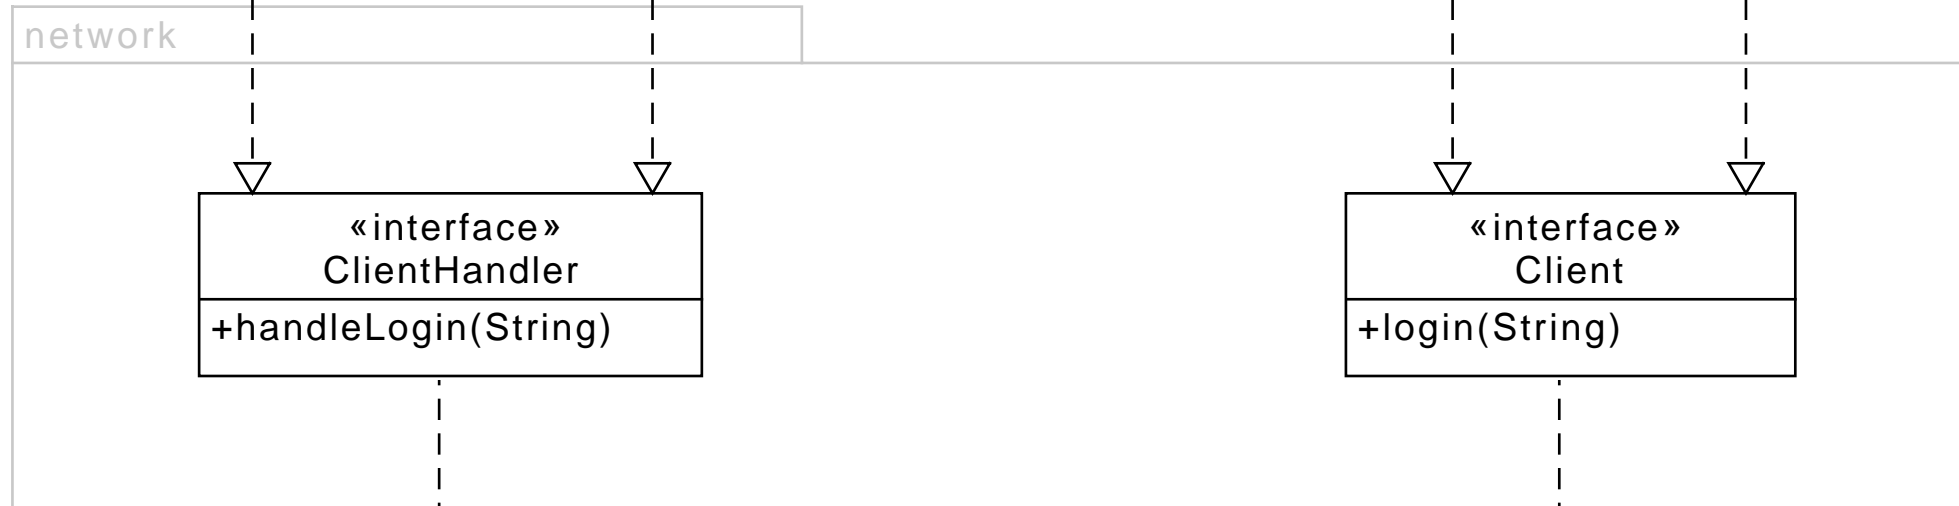 network
«interface»
ClientHandler
+handleLogin(String)
«interface»
Client
+login(String)